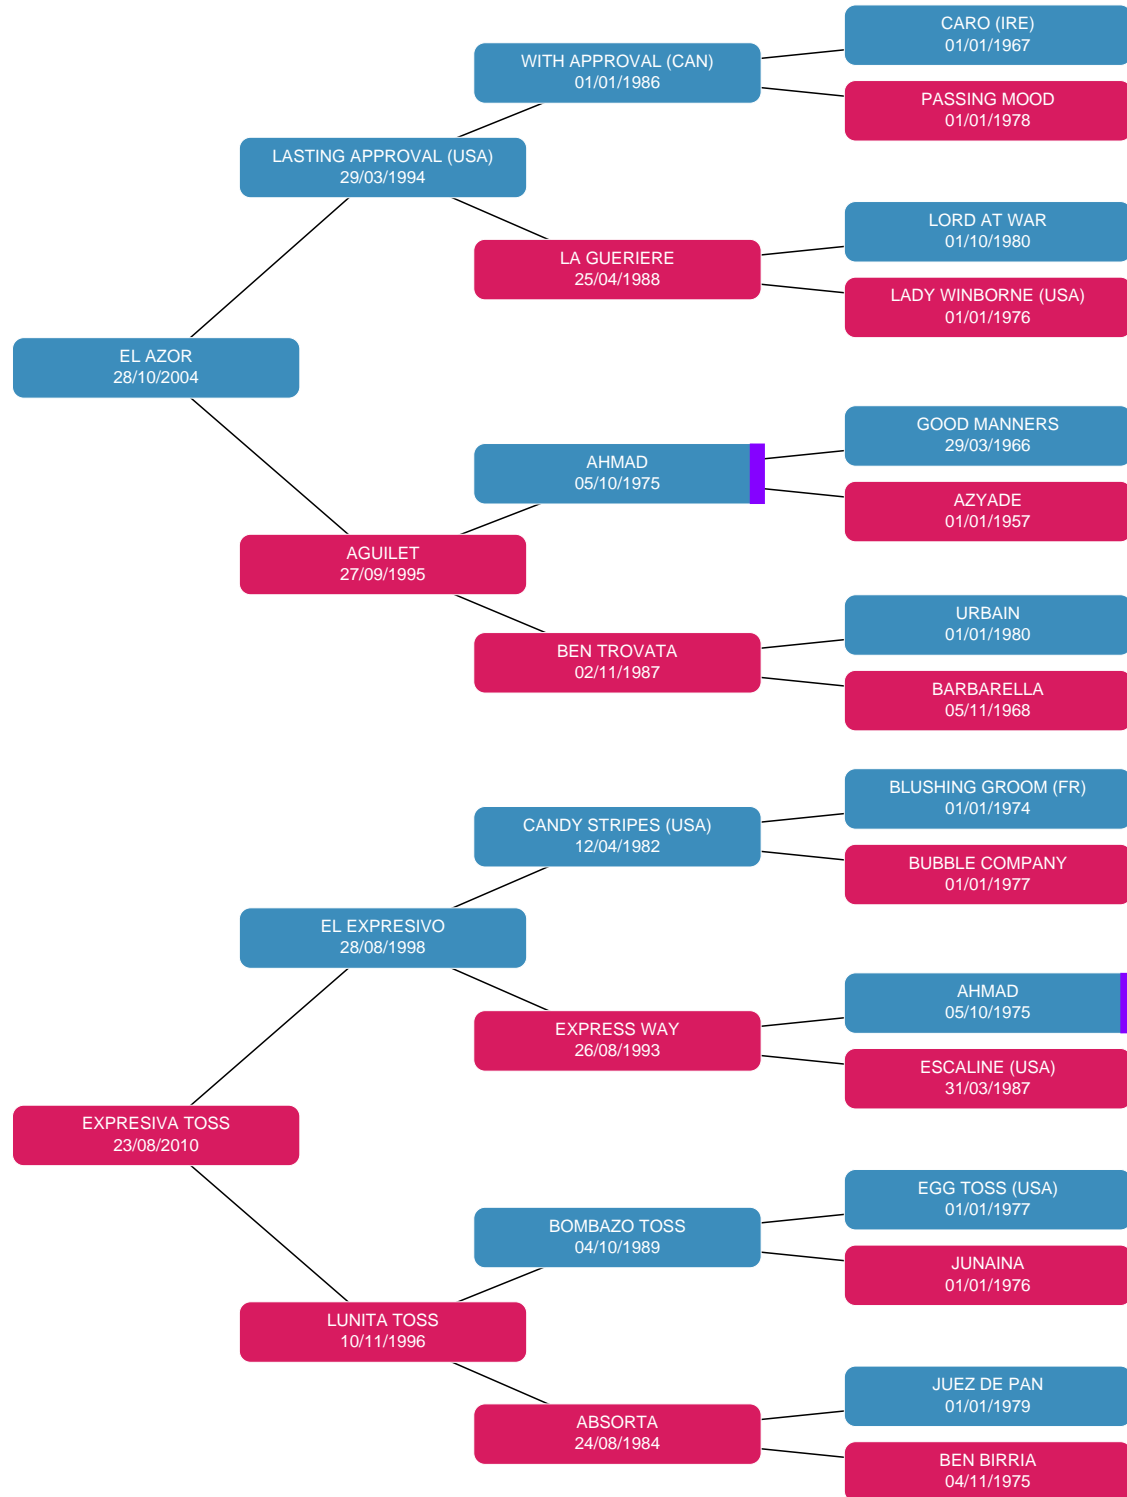 CARO (IRE)
01/01/1967
WITH APPROVAL (CAN)
01/01/1986
PASSING MOOD
01/01/1978
LASTING APPROVAL (USA)
29/03/1994
LORD AT WAR
01/10/1980
LA GUERIERE
25/04/1988
LADY WINBORNE (USA)
01/01/1976
EL AZOR
28/10/2004
GOOD MANNERS
29/03/1966
AHMAD
05/10/1975
AZYADE
01/01/1957
AGUILET
27/09/1995
URBAIN
01/01/1980
BEN TROVATA
02/11/1987
BARBARELLA
05/11/1968
BLUSHING GROOM (FR)
01/01/1974
CANDY STRIPES (USA)
12/04/1982
BUBBLE COMPANY
01/01/1977
EL EXPRESIVO
28/08/1998
AHMAD
05/10/1975
EXPRESS WAY
26/08/1993
ESCALINE (USA)
31/03/1987
EXPRESIVA TOSS
23/08/2010
EGG TOSS (USA)
01/01/1977
BOMBAZO TOSS
04/10/1989
JUNAINA
01/01/1976
LUNITA TOSS
10/11/1996
JUEZ DE PAN
01/01/1979
ABSORTA
24/08/1984
BEN BIRRIA
04/11/1975